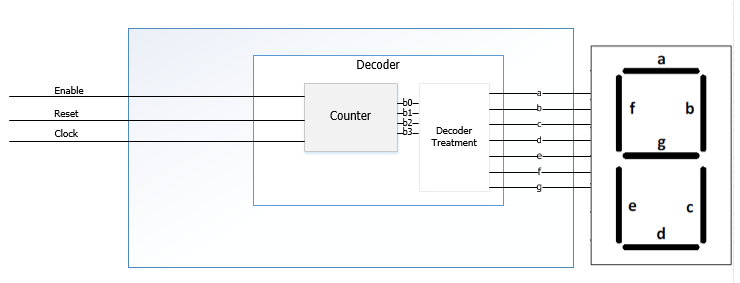 Decoder
Enable
Reset
Clock
Counter
b0
b1
b2
b3
Decoder
Treatment
a
b
c
d
e
f
g
a
f
b
g
e
c
d